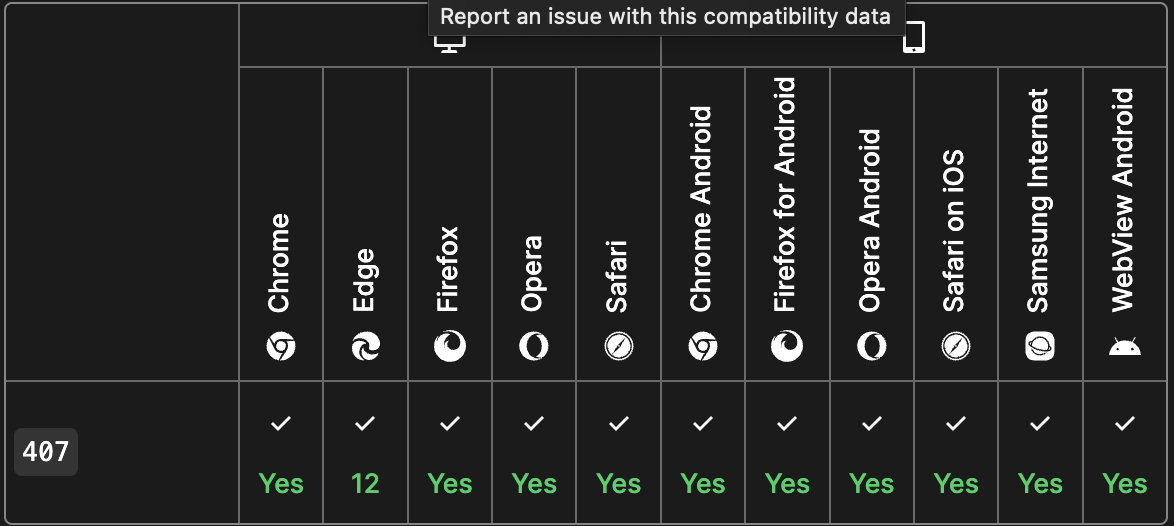 Report an issue with this compatibility data
Chrome
Edge
Firefox
Opera
Safari
Chrome Android
Firefox for Android
Opera Android
Safari on iOS
Samsung Internet
WebView Android
407
Yes
12
Yes
Yes
Yes
Yes
Yes
Yes
Yes
Yes
Yes